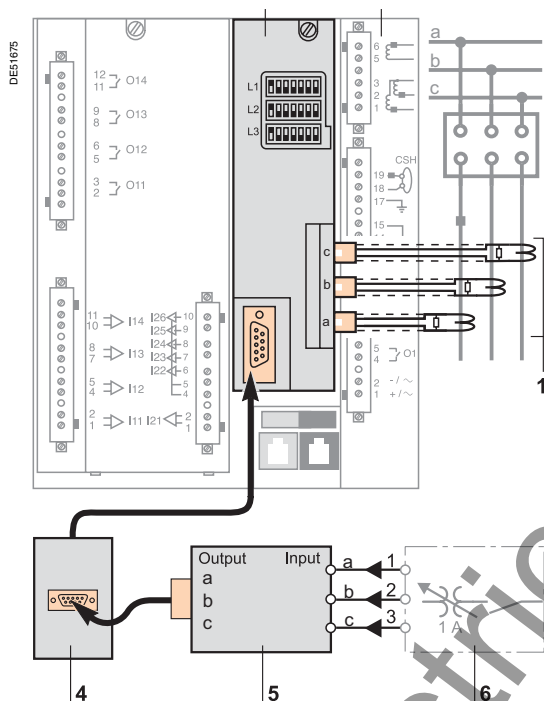 DE51675
a
b
c
L1
L2
L3
6
5
3
2
1
12
11
O14
9
8
O13
6
5
O12
3
2
O11
CSH
19
18
17
15
c
b
a
5
4
O1
2
1
- / ~
+ / ~
1
11
10
I14
8
7
I13
5
4
I12
2
1
I11
I26
10
I25
9
I24
8
I23
7
I22
6
5
4
I21
2
1
Output
Input
a
b
c
a
b
c
1
2
3
1 A
4
5
6